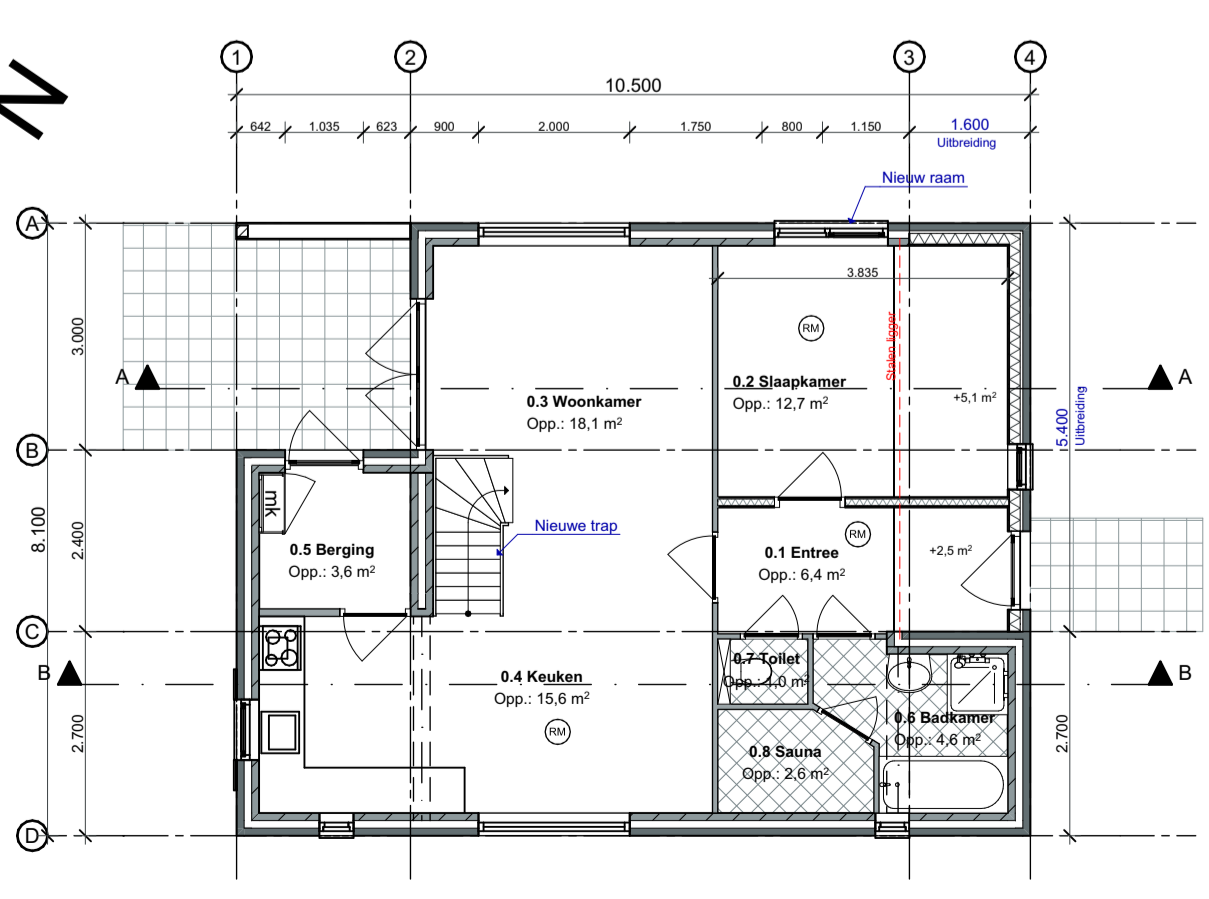 N
1
2
3
4
10.500
642
1.035
623
900
2.000
1.750
800
1.150
1.600
Uitbreiding
Nieuw raam
A
3.835
3.000
RM
Stalen ligger
A
A
0.2 Slaapkamer
Opp.: 12,7 m²
+5,1 m²
0.3 Woonkamer
Opp.: 18,1 m²
5.400
Uitbreiding
B
mk
Nieuwe trap
8.100
2.400
0.5 Berging
Opp.: 3,6 m²
RM
0.1 Entree
Opp.: 6,4 m²
+2,5 m²
C
B
B
0.7 Toilet
Opp.: 1,0 m²
0.4 Keuken
Opp.: 15,6 m²
RM
0.6 Badkamer
Opp.: 4,6 m²
2.700
2.700
0.8 Sauna
Opp.: 2,6 m²
D